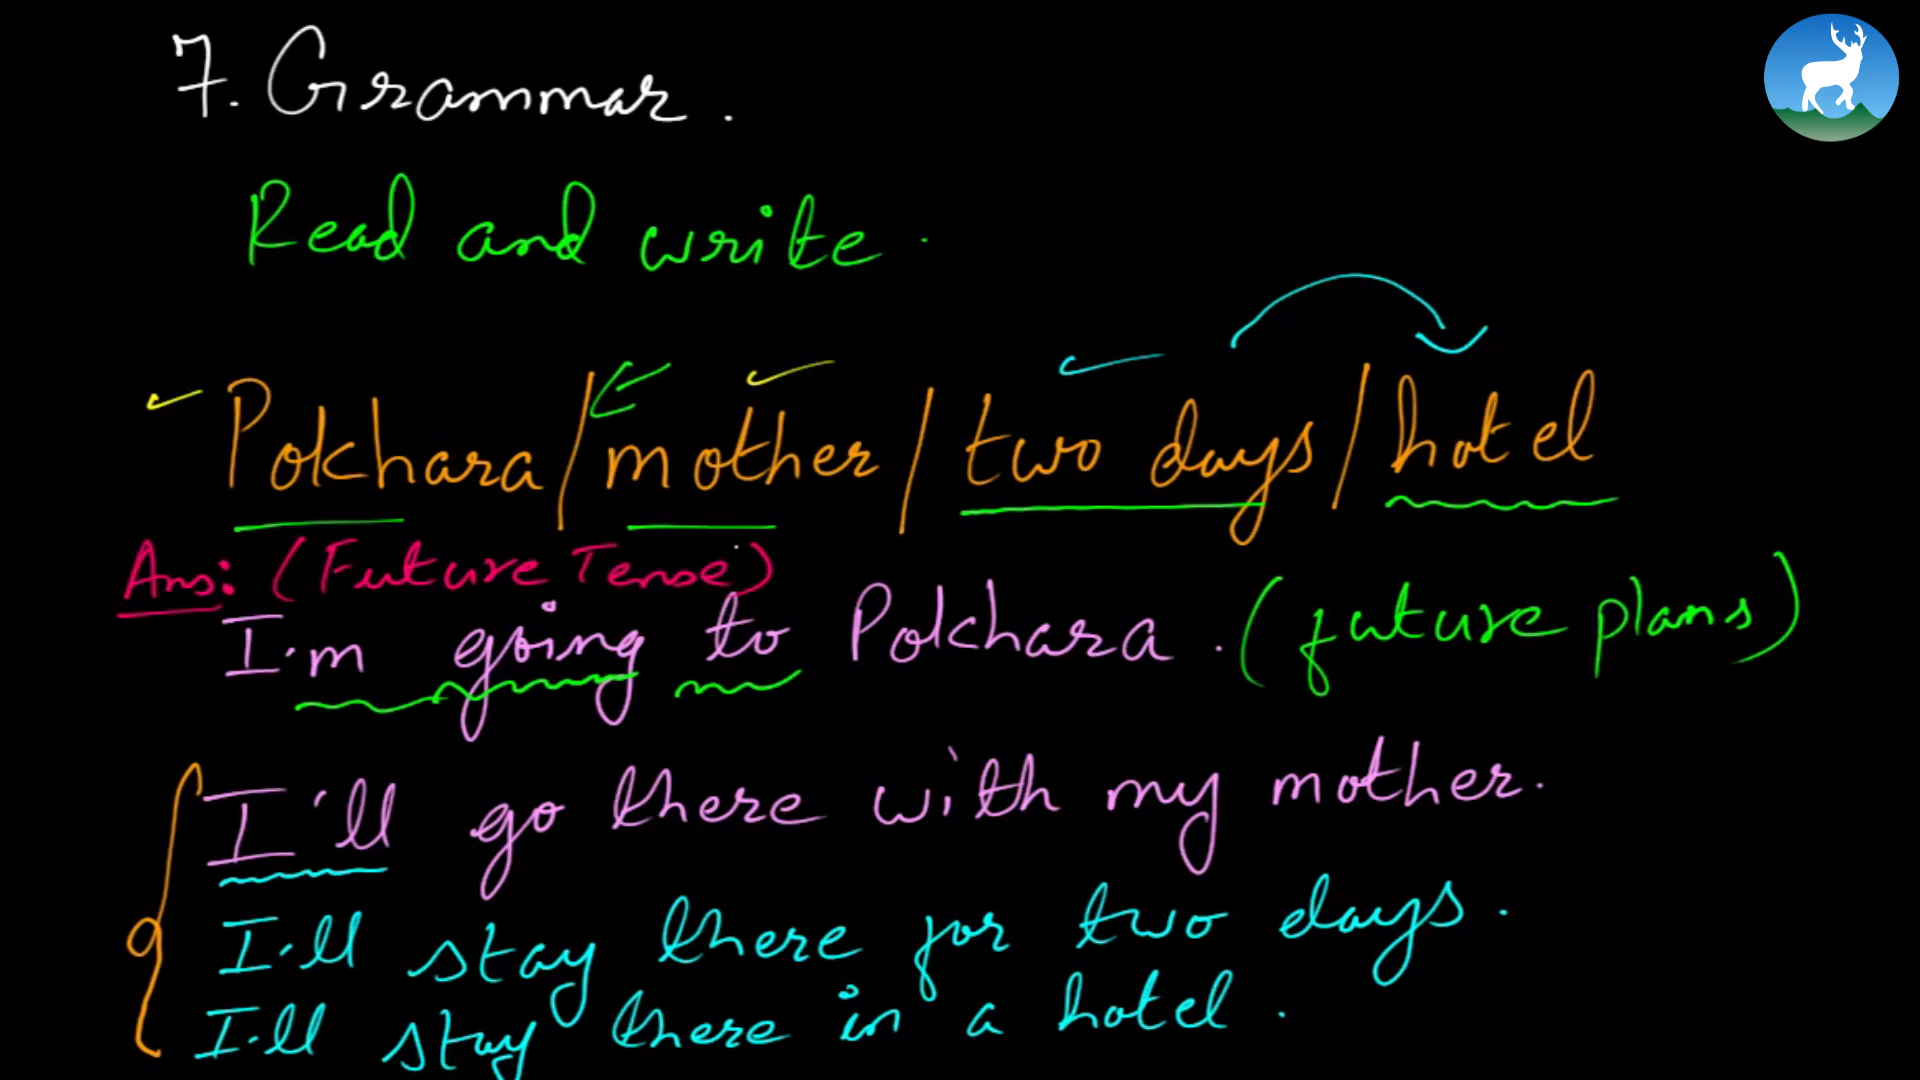 7. Grammar.
Read and write.
Pokhara/mother/two days/hotel
Ans: (Future Tense)
I'm going to Pokhara. (future plans)
I'll go there with my mother.
I'll stay there for two days.
I'll stay there in a hotel.